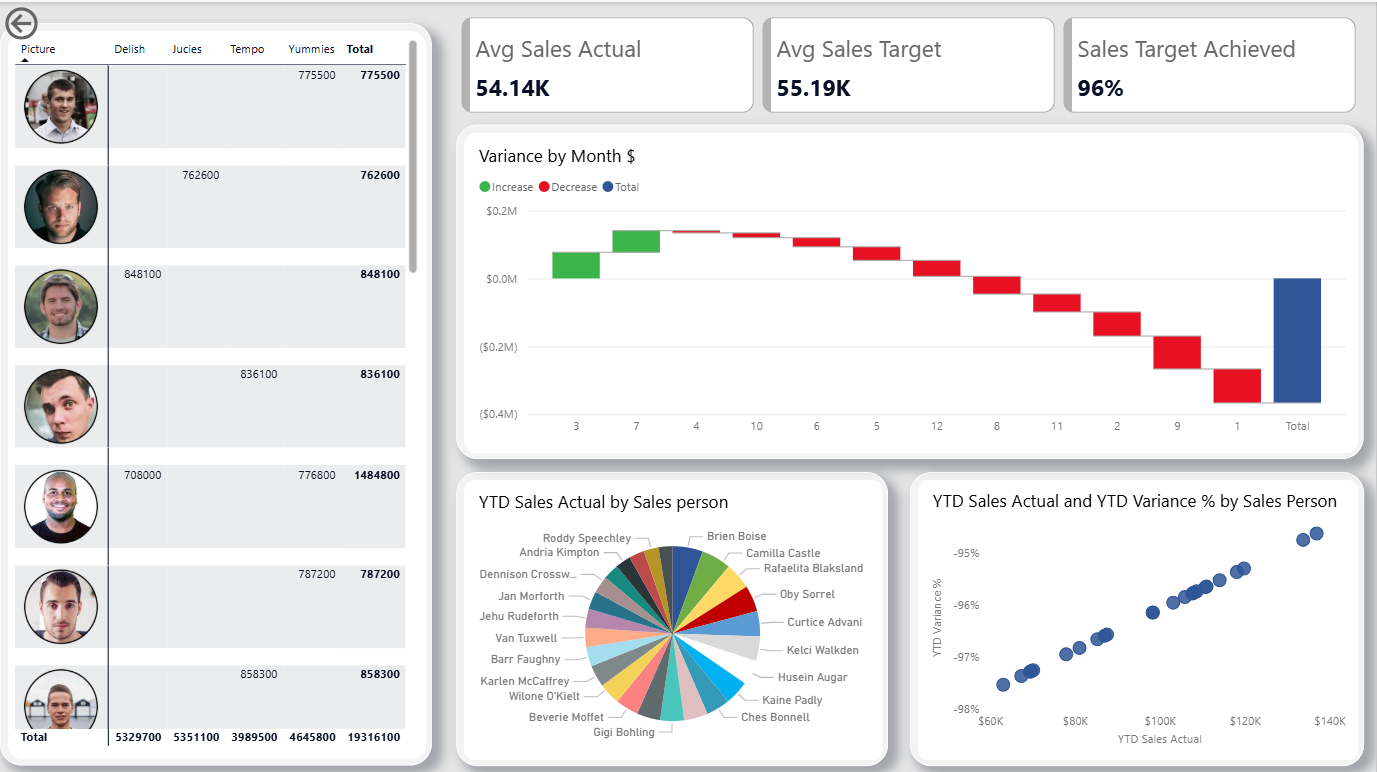 Picture Delish Jucies Tempo Yummies Total
775500 775500
762600 762600
848100 848100
836100 836100
708000 776800 1484800
787200 787200
858300 858300
Total 5329700 5351100 3989500 4645800 19316100
Avg Sales Actual
54.14K
Avg Sales Target
55.19K
Sales Target Achieved
96%
Variance by Month $
Increase Decrease Total
$0.2M
$0.0M
($0.2M)
($0.4M)
3 7 4 10 6 5 12 8 11 2 9 1 Total
YTD Sales Actual by Sales person
Roddy Speechley
Andria Kimpton
Dennison Crossw...
Jan Morforth
Jehu Rudeforth
Van Tuxwell
Barr Faughny
Karlen McCaffrey
Wilone O'Kielt
Beverie Moffet
Gigi Bohling
Brien Boise
Camilla Castle
Rafaelita Blaksland
Oby Sorrel
Curtice Advani
Kelci Walkden
Husein Augar
Kaine Padly
Ches Bonnell
YTD Sales Actual and YTD Variance % by Sales Person
YTD Variance %
-95%
-96%
-97%
-98%
$60K $80K $100K $120K $140K
YTD Sales Actual